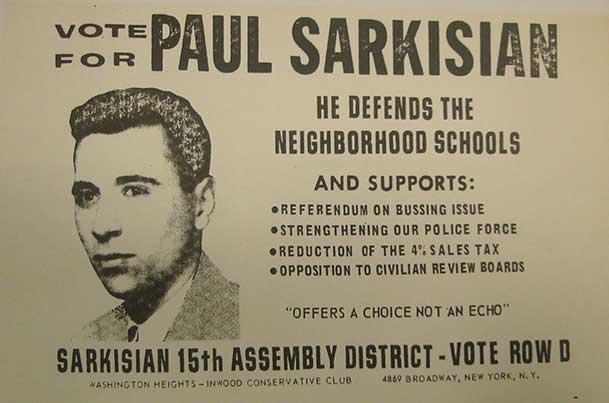 VOTE FOR PAUL SARKISIAN
HE DEFENDS THE
NEIGHBORHOOD SCHOOLS
AND SUPPORTS:
• REFERENDUM ON BUSSING ISSUE
• STRENGTHENING OUR POLICE FORCE
• REDUCTION OF THE 4% SALES TAX
• OPPOSITION TO CIVILIAN REVIEW BOARDS
"OFFERS A CHOICE NOT AN ECHO"
SARKISIAN 15th ASSEMBLY DISTRICT - VOTE ROW D
WASHINGTON HEIGHTS - INWOOD CONSERVATIVE CLUB 4869 BROADWAY, NEW YORK, N.Y.